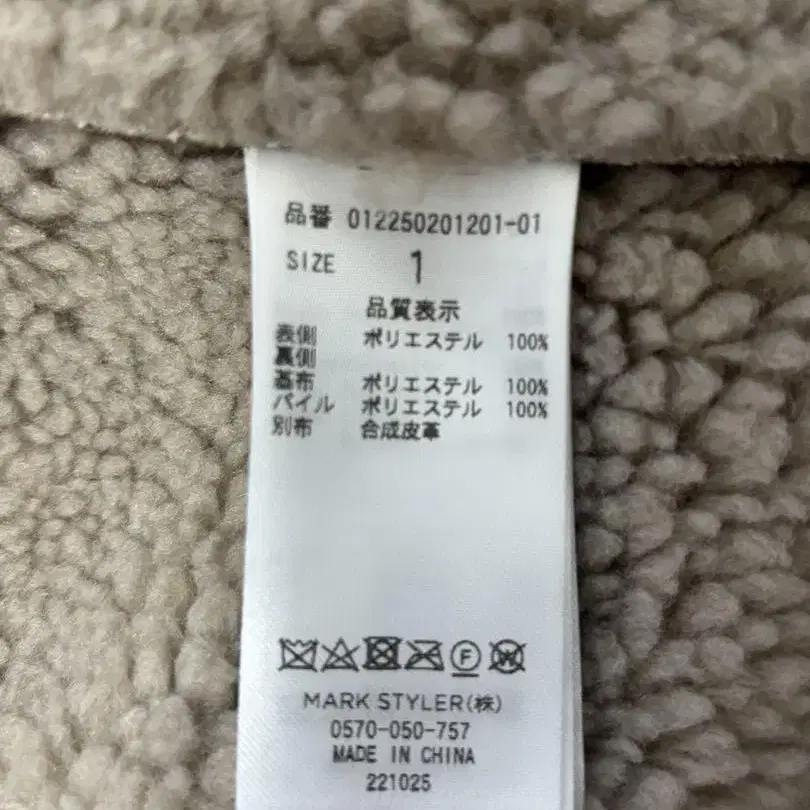 品番 012250201201-01
SIZE 1
品質表示
表側 ポリエステル 100%
裏側
基布 ポリエステル 100%
パイル ポリエステル 100%
別布 合成皮革
F W
MARK STYLER(株)
0570-050-757
MADE IN CHINA
221025